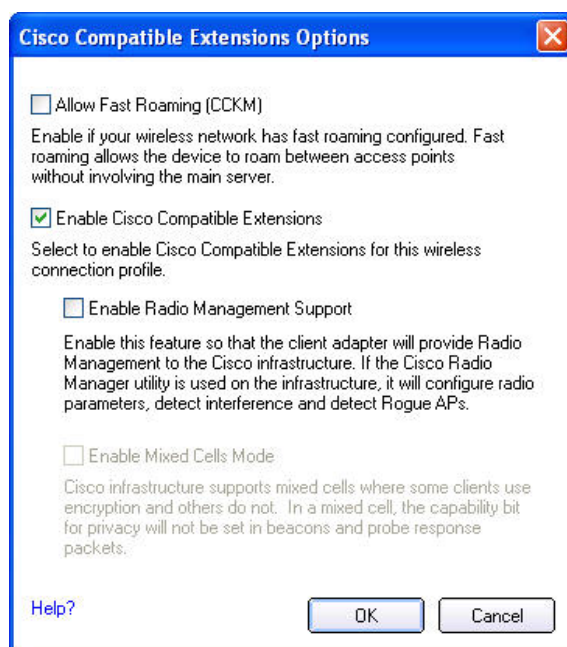 Cisco Compatible Extensions Options
Allow Fast Roaming (CCKM)
Enable if your wireless network has fast roaming configured. Fast
roaming allows the device to roam between access points
without involving the main server.
Enable Cisco Compatible Extensions
Select to enable Cisco Compatible Extensions for this wireless
connection profile.
Enable Radio Management Support
Enable this feature so that the client adapter will provide Radio
Management to the Cisco infrastructure. If the Cisco Radio
Manager utility is used on the infrastructure, it will configure radio
parameters, detect interference and detect Rogue APs.
Enable Mixed Cells Mode
Cisco infrastructure supports mixed cells where some clients use
encryption and others do not. In a mixed cell, the capability bit
for privacy will not be set in beacons and probe response
packets.
Help?
OK
Cancel